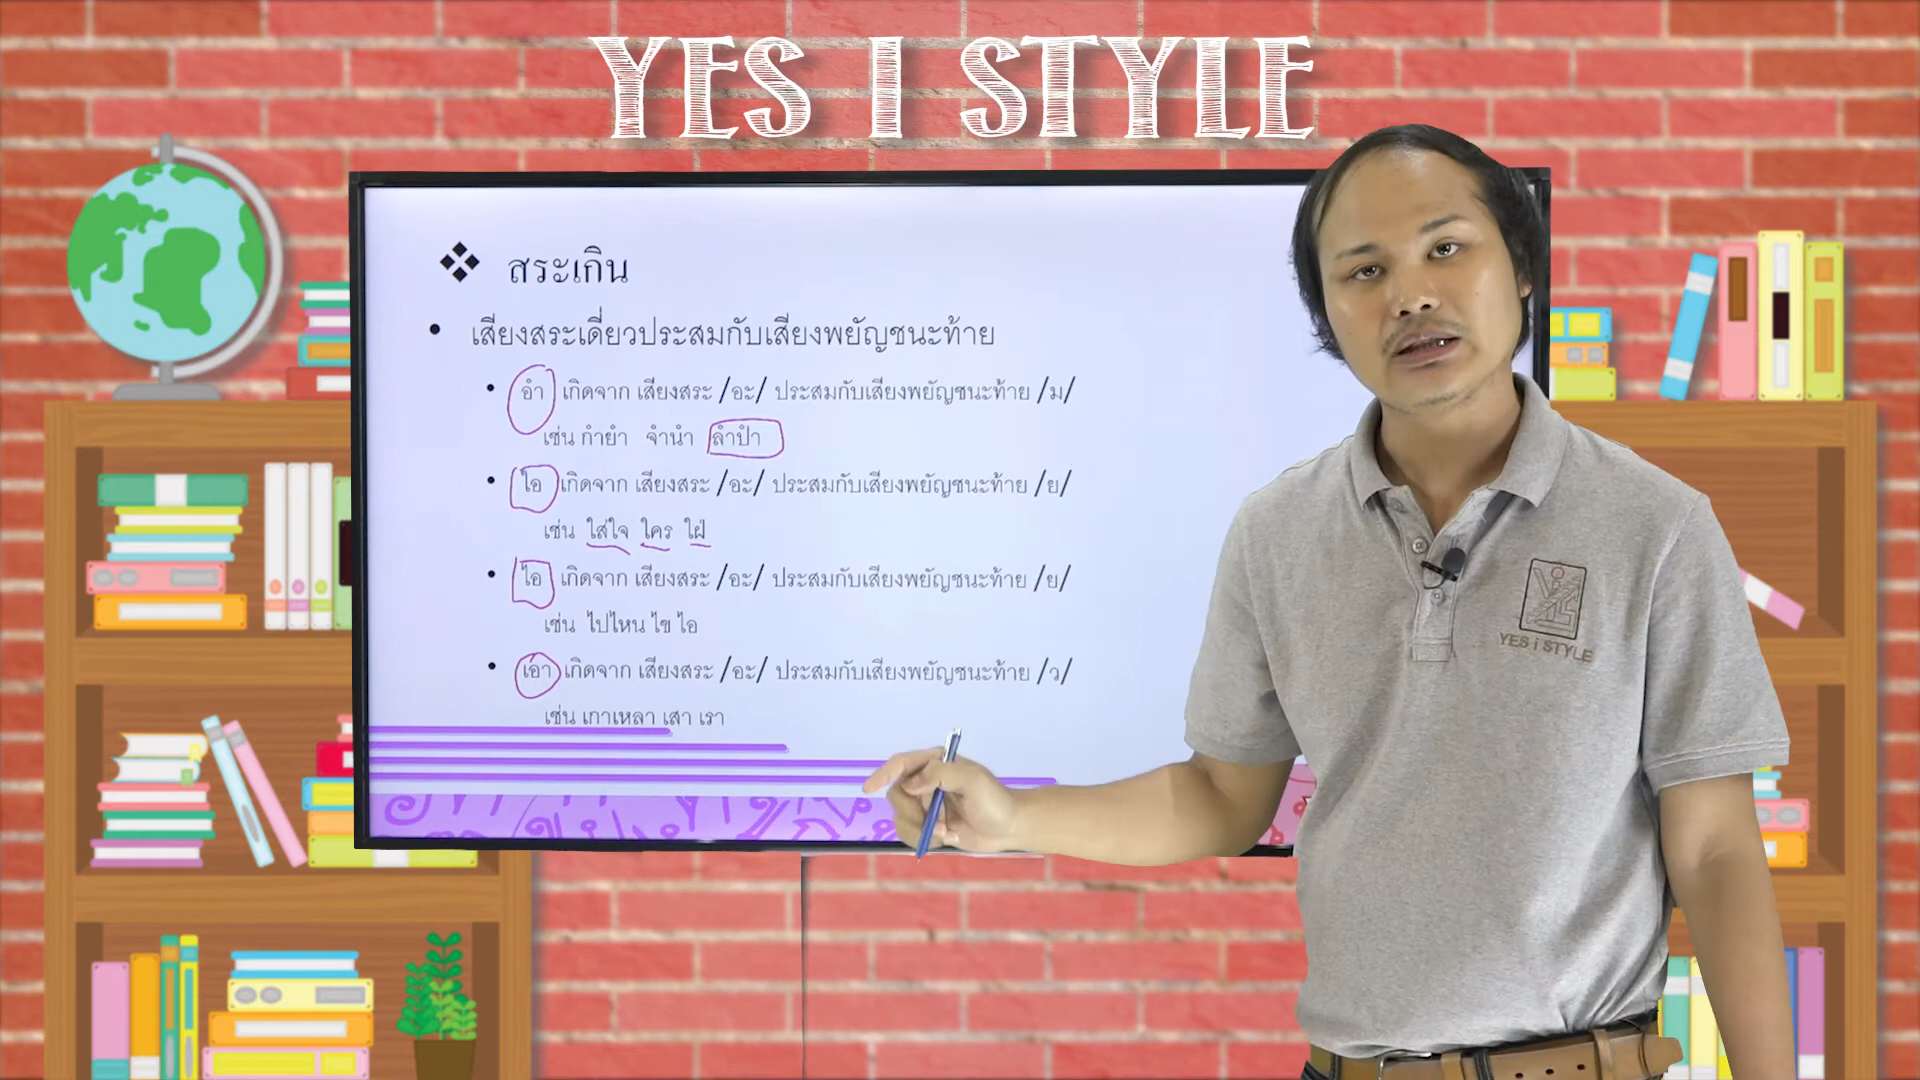 YES I STYLE
❖ สระเกิน
• เสียงสระเดี่ยวประสมกับเสียงพยัญชนะท้าย
• อำ เกิดจาก เสียงสระ /อะ/ ประสมกับเสียงพยัญชนะท้าย /ม/
เช่น กำยำ จำนำ ลำปำ
• ใอ เกิดจาก เสียงสระ /อะ/ ประสมกับเสียงพยัญชนะท้าย /ย/
เช่น ใส่ใจ ใคร ใฝ่
• ไอ เกิดจาก เสียงสระ /อะ/ ประสมกับเสียงพยัญชนะท้าย /ย/
เช่น ไปไหน ไข ไอ
• เอา เกิดจาก เสียงสระ /อะ/ ประสมกับเสียงพยัญชนะท้าย /ว/
เช่น เกาเหลา เสา เรา
YES i STYLE